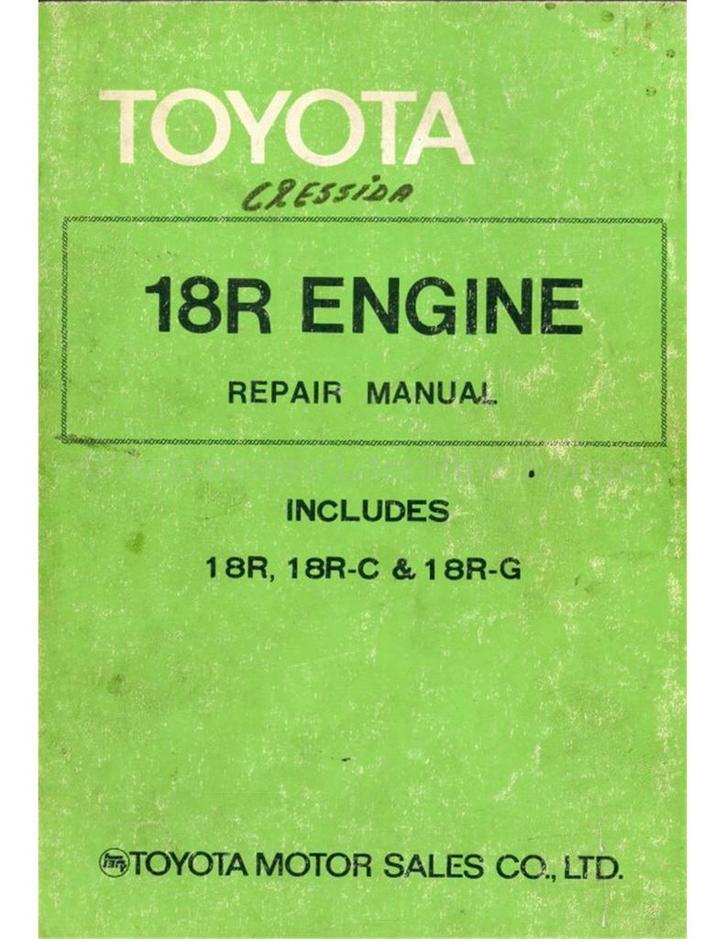 TOYOTA
CRESSIDA
18R ENGINE
REPAIR MANUAL
INCLUDES
18R, 18R-C & 18R-G
TOYOTA MOTOR SALES CO., LTD.